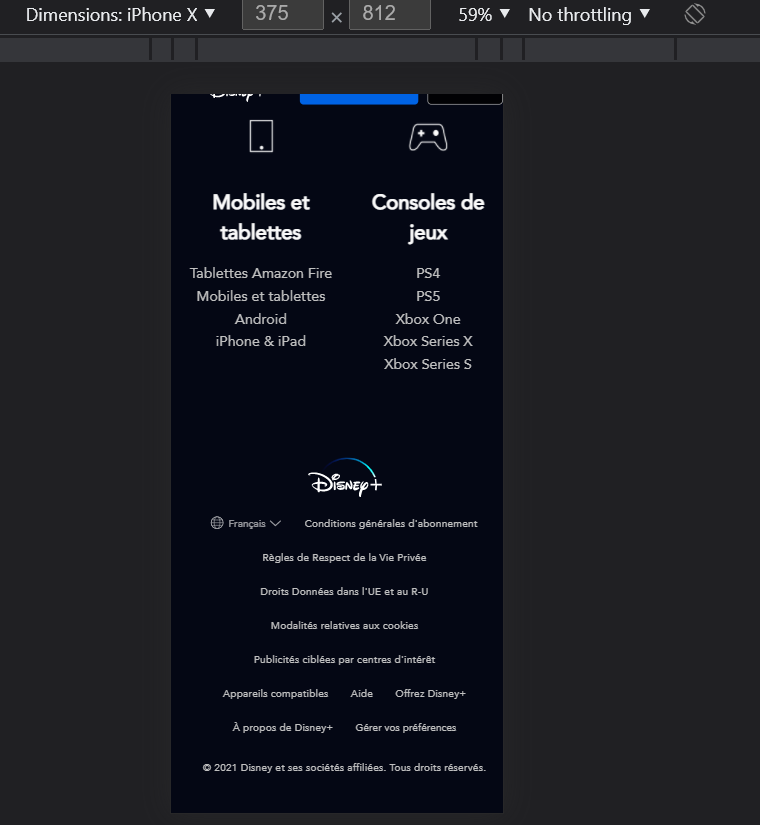 Dimensions: iPhone X ▼ 375 × 812 59% ▼ No throttling ▼
Disney+
Mobiles et
tablettes
Tablettes Amazon Fire
Mobiles et tablettes
Android
iPhone & iPad
Consoles de
jeux
PS4
PS5
Xbox One
Xbox Series X
Xbox Series S
Disney+
Français Conditions générales d'abonnement
Règles de Respect de la Vie Privée
Droits Données dans l'UE et au R-U
Modalités relatives aux cookies
Publicités ciblées par centres d'intérêt
Appareils compatibles Aide Offrez Disney+
À propos de Disney+ Gérer vos préférences
© 2021 Disney et ses sociétés affiliées. Tous droits réservés.